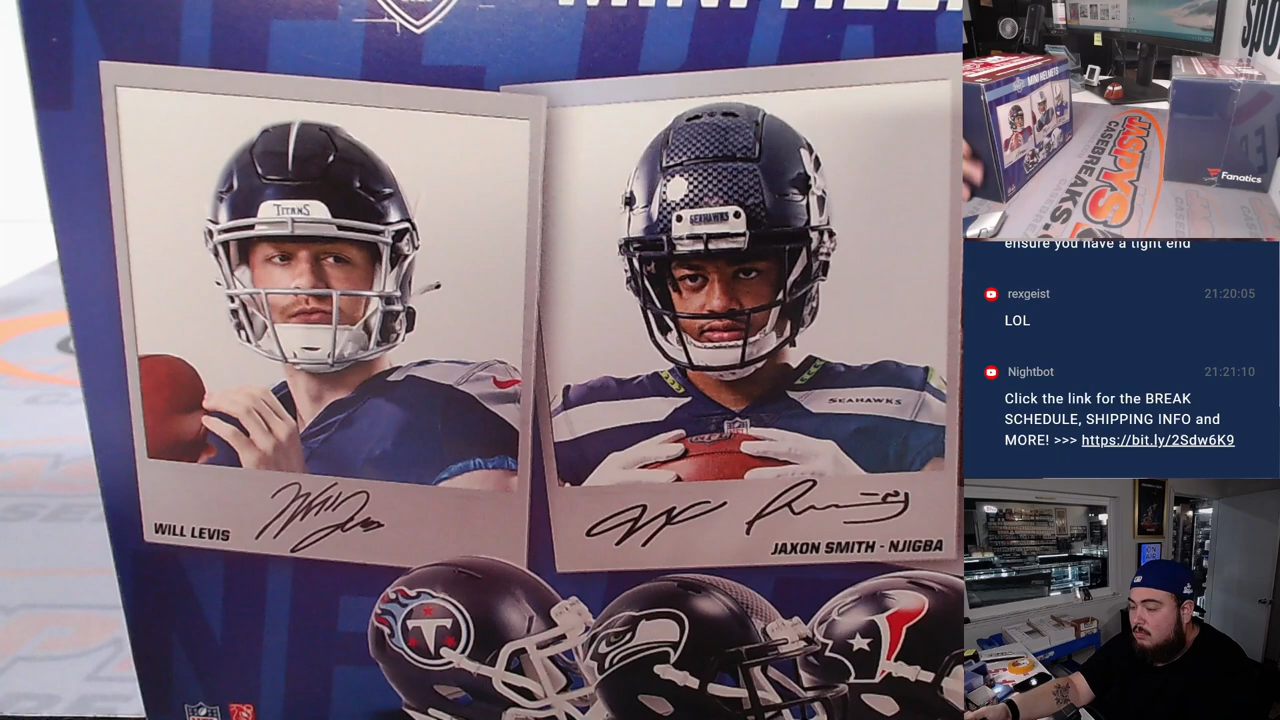 TITANS
SEAHAWKS
SEAHAWKS
NFL
WILL LEVIS
JAXON SMITH - NJIGBA
T
NFL
MINI HELMETS
JASPYS
CASEBREAKS.
Fanatics
ensure you have a tight end
rexgeist 21:20:05
LOL
Nightbot 21:21:10
Click the link for the BREAK
SCHEDULE, SHIPPING INFO and
MORE! >>> https://bit.ly/2Sdw6K9